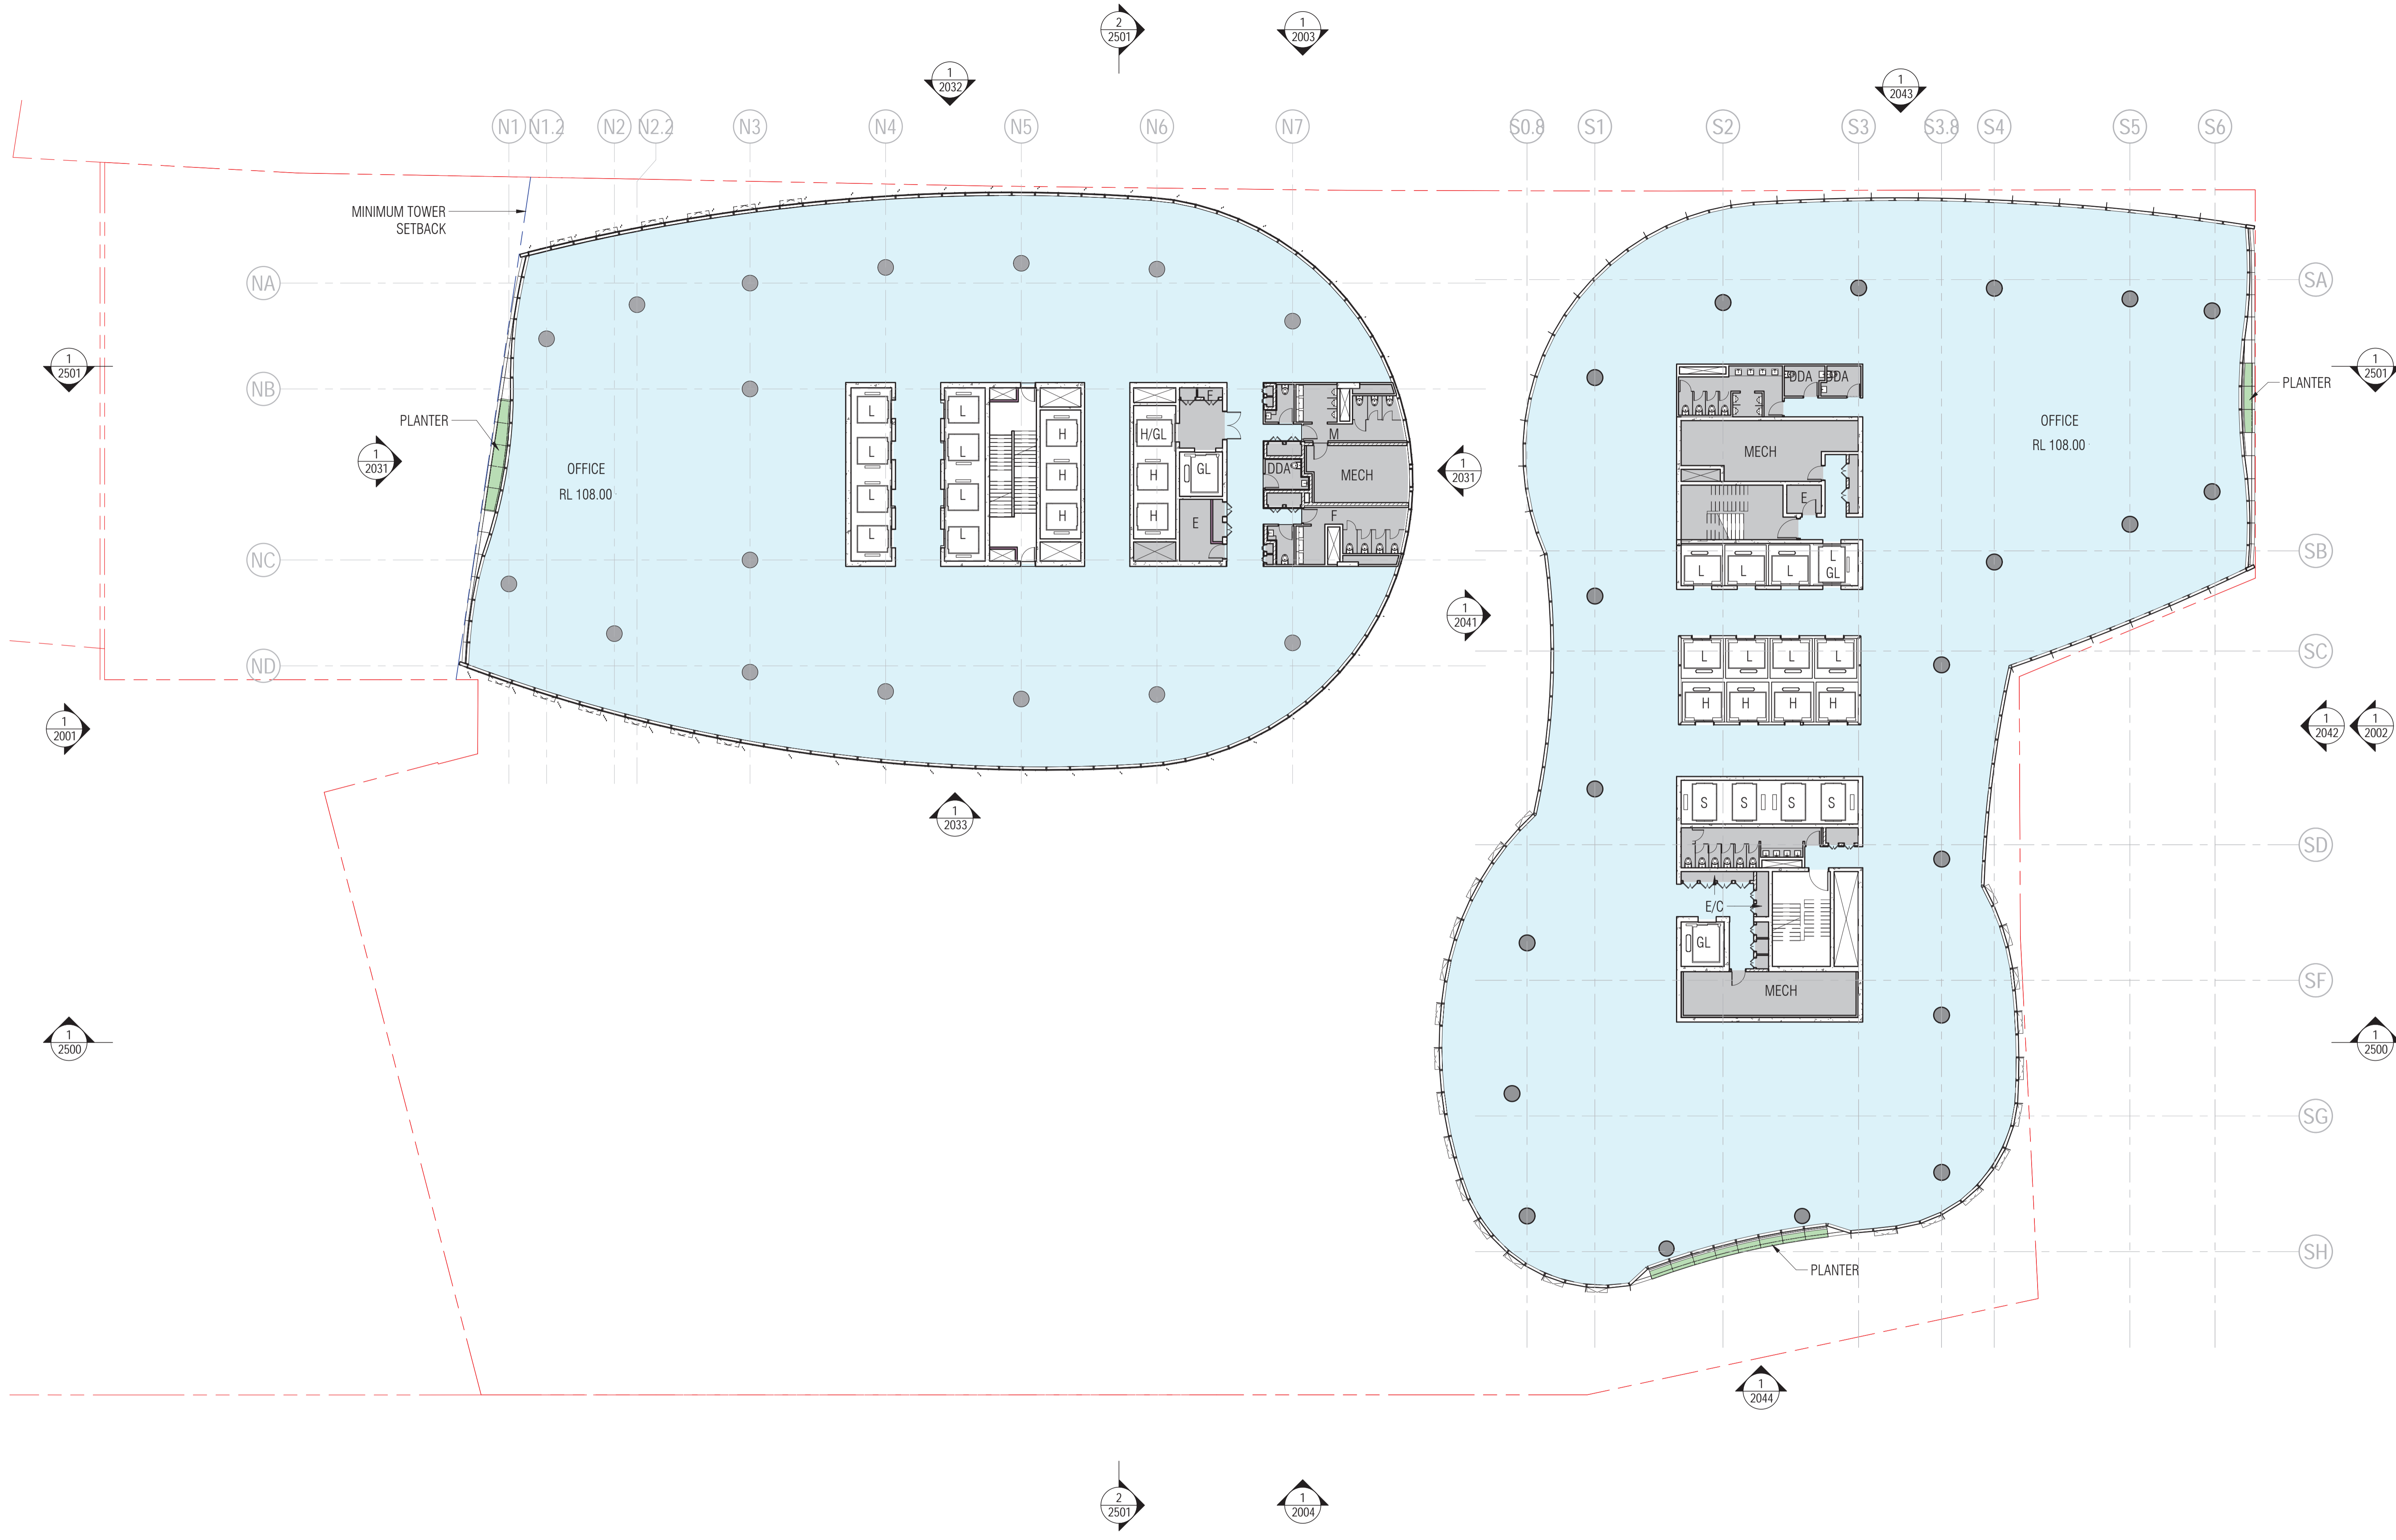 2
2501
1
2003
1
2032
1
2043
N1
N1.2
N2
N2.2
N3
N4
N5
N6
N7
S0.8
S1
S2
S3
S3.8
S4
S5
S6
MINIMUM TOWER
SETBACK
NA
SA
1
2501
1
2501
NB
PLANTER
PLANTER
DDA
DDA
L
L
E
OFFICE
RL 108.00
H
H/GL
M
L
L
MECH
1
2031
OFFICE
RL 108.00
H
H
GL
DDA
MECH
1
2031
L
L
E
H
H
E
F
L
L
NC
SB
L
L
L
L
GL
1
2041
ND
SC
L
L
L
L
H
H
H
H
1
2001
1
2042
1
2002
1
2033
S
S
S
S
SD
E/C
GL
SF
MECH
1
2500
1
2500
SG
SH
PLANTER
1
2044
2
2501
1
2004